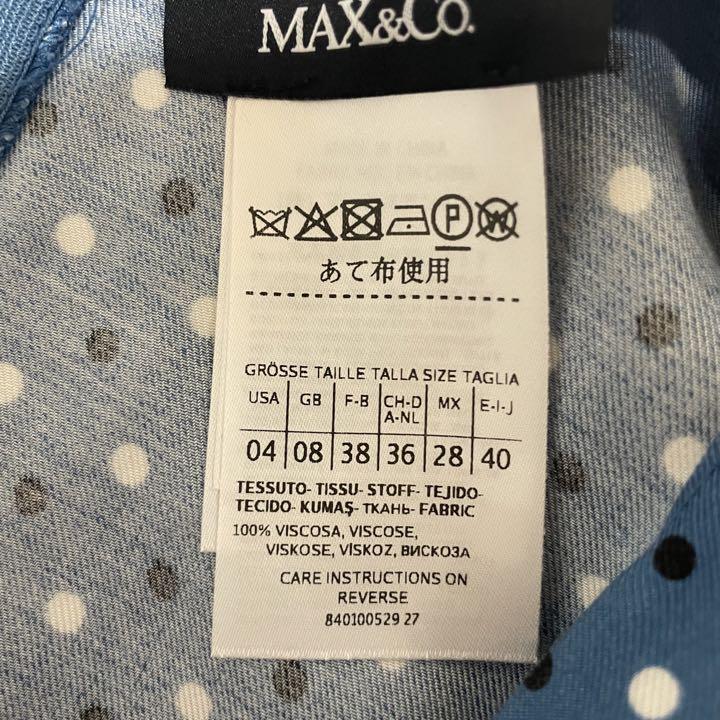 MAX&Co.
P W
あて布使用
GRÖSSE TAILLE TALLA SIZE TAGLIA
USA GB F-B CH-D A-NL MX E-I-J
04 08 38 36 28 40
TESSUTO- TISSU- STOFF- TEJIDO-
TECIDO- KUMAŞ- ТКАНЬ- FABRIC
100% VISCOSA, VISCOSE,
VISKOSE, VİSKOZ, ВИСКОЗА
CARE INSTRUCTIONS ON
REVERSE
840100529 27